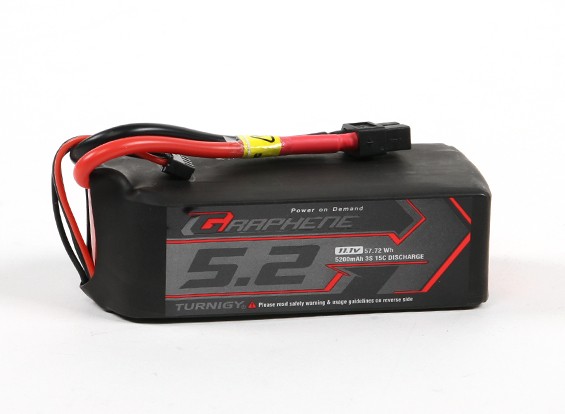 Power on Demand
GRAPHENE
5.2
11.1V 57.72 Wh
5200mAh 3S 15C DISCHARGE
TURNIGY Please read safety warning & usage guidelines on reverse side